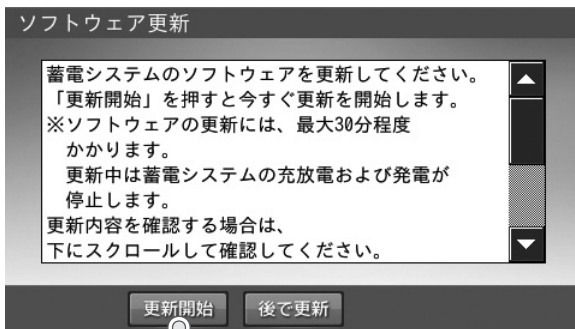 ソフトウェア更新
蓄電システムのソフトウェアを更新してください。
「更新開始」を押すと今すぐ更新を開始します。
※ソフトウェアの更新には、最大30分程度
かかります。
更新中は蓄電システムの充放電および発電が
停止します。
更新内容を確認する場合は、
下にスクロールして確認してください。
更新開始 後で更新